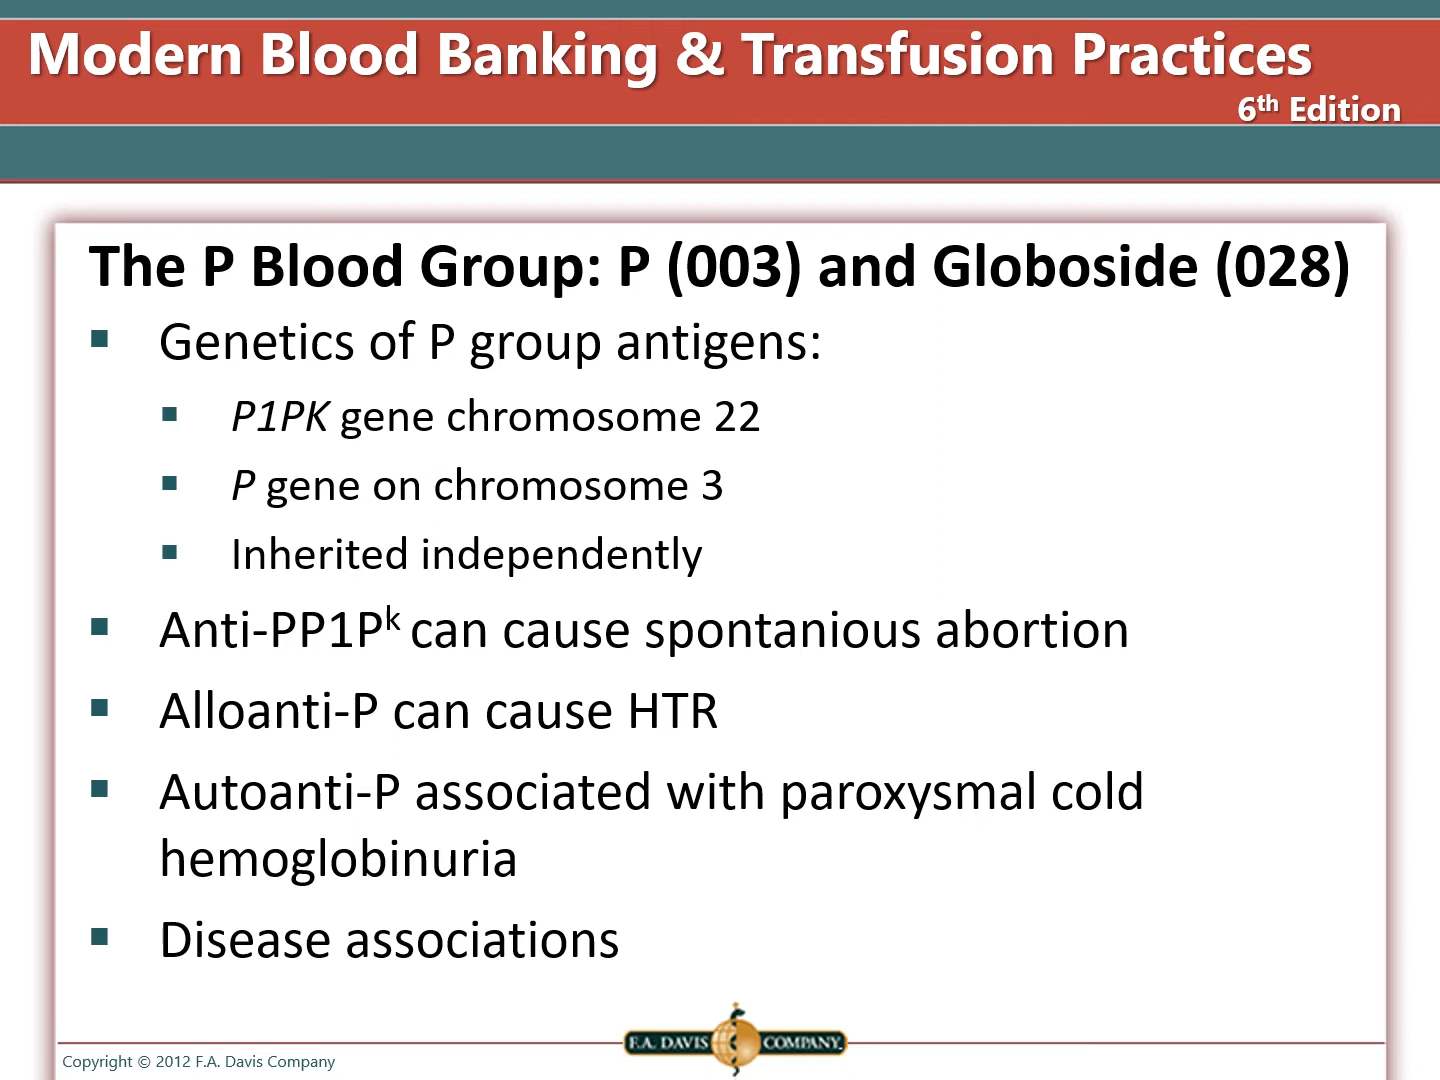 Modern Blood Banking & Transfusion Practices
6th Edition
The P Blood Group: P (003) and Globoside (028)
Genetics of P group antigens:
P1PK gene chromosome 22
P gene on chromosome 3
Inherited independently
Anti-PP1Pk can cause spontanious abortion
Alloanti-P can cause HTR
Autoanti-P associated with paroxysmal cold
hemoglobinuria
Disease associations
F.A. DAVIS COMPANY
Copyright © 2012 F.A. Davis Company